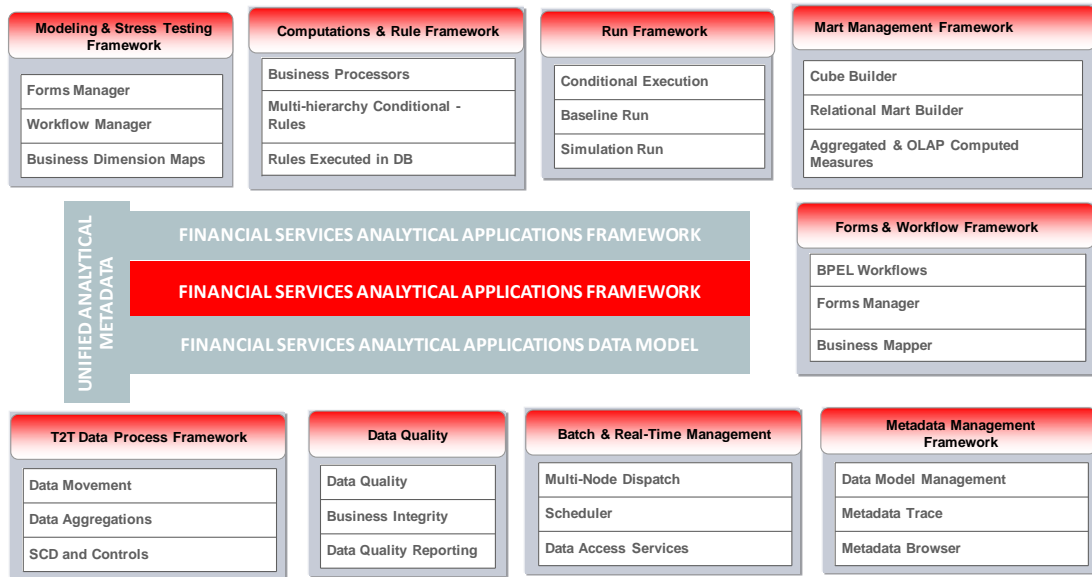 Modeling & Stress Testing
Framework
Forms Manager
Workflow Manager
Business Dimension Maps
Computations & Rule Framework
Business Processors
Multi-hierarchy Conditional -
Rules
Rules Executed in DB
Run Framework
Conditional Execution
Baseline Run
Simulation Run
Mart Management Framework
Cube Builder
Relational Mart Builder
Aggregated & OLAP Computed
Measures
UNIFIED ANALYTICAL
METADATA
FINANCIAL SERVICES ANALYTICAL APPLICATIONS FRAMEWORK
FINANCIAL SERVICES ANALYTICAL APPLICATIONS FRAMEWORK
FINANCIAL SERVICES ANALYTICAL APPLICATIONS DATA MODEL
Forms & Workflow Framework
BPEL Workflows
Forms Manager
Business Mapper
T2T Data Process Framework
Data Movement
Data Aggregations
SCD and Controls
Data Quality
Data Quality
Business Integrity
Data Quality Reporting
Batch & Real-Time Management
Multi-Node Dispatch
Scheduler
Data Access Services
Metadata Management
Framework
Data Model Management
Metadata Trace
Metadata Browser